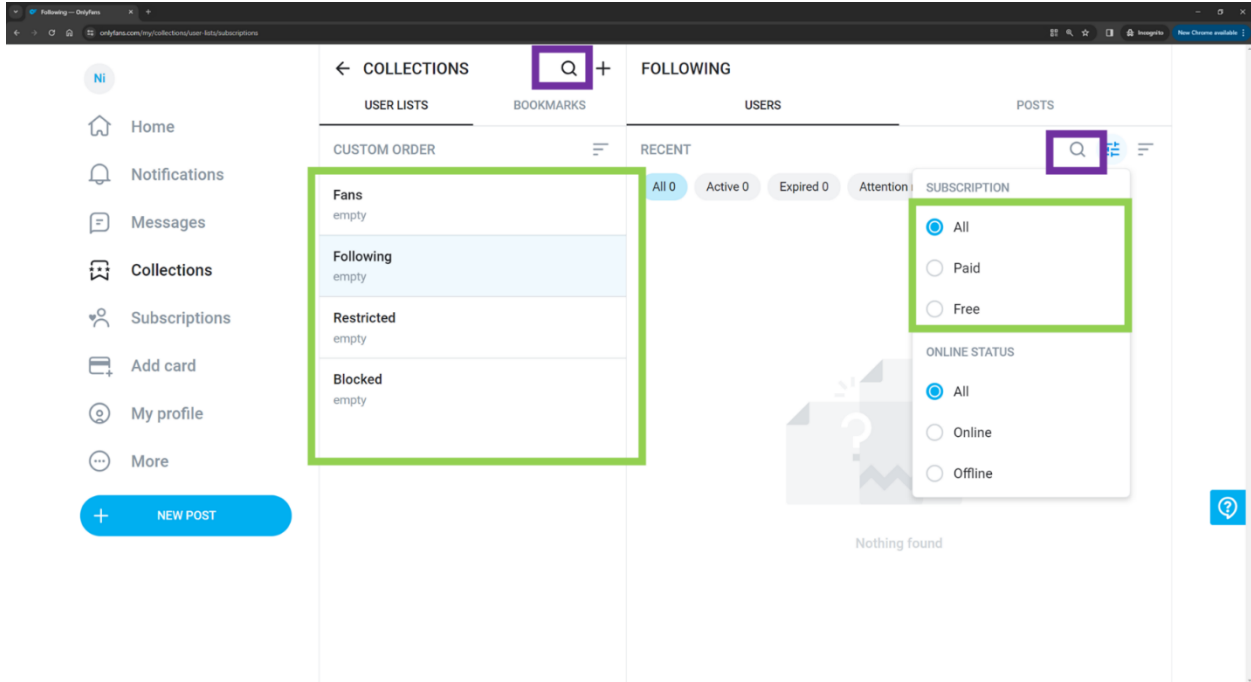 Following — OnlyFans
onlyfans.com/my/collections/user-lists/subscriptions
Incognito
New Chrome available
Ni
Home
Notifications
Messages
Collections
Subscriptions
Add card
My profile
More
NEW POST
COLLECTIONS
USER LISTS
BOOKMARKS
CUSTOM ORDER
Fans
empty
Following
empty
Restricted
empty
Blocked
empty
FOLLOWING
USERS
POSTS
RECENT
All 0
Active 0
Expired 0
Attention
SUBSCRIPTION
All
Paid
Free
ONLINE STATUS
All
Online
Offline
Nothing found